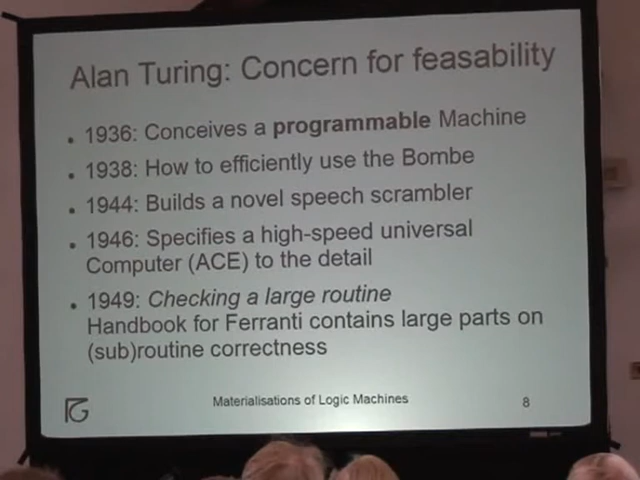 Alan Turing: Concern for feasability
• 1936: Conceives a programmable Machine
• 1938: How to efficiently use the Bombe
• 1944: Builds a novel speech scrambler
• 1946: Specifies a high-speed universal
Computer (ACE) to the detail
• 1949: Checking a large routine
Handbook for Ferranti contains large parts on
(sub)routine correctness
Materialisations of Logic Machines
8